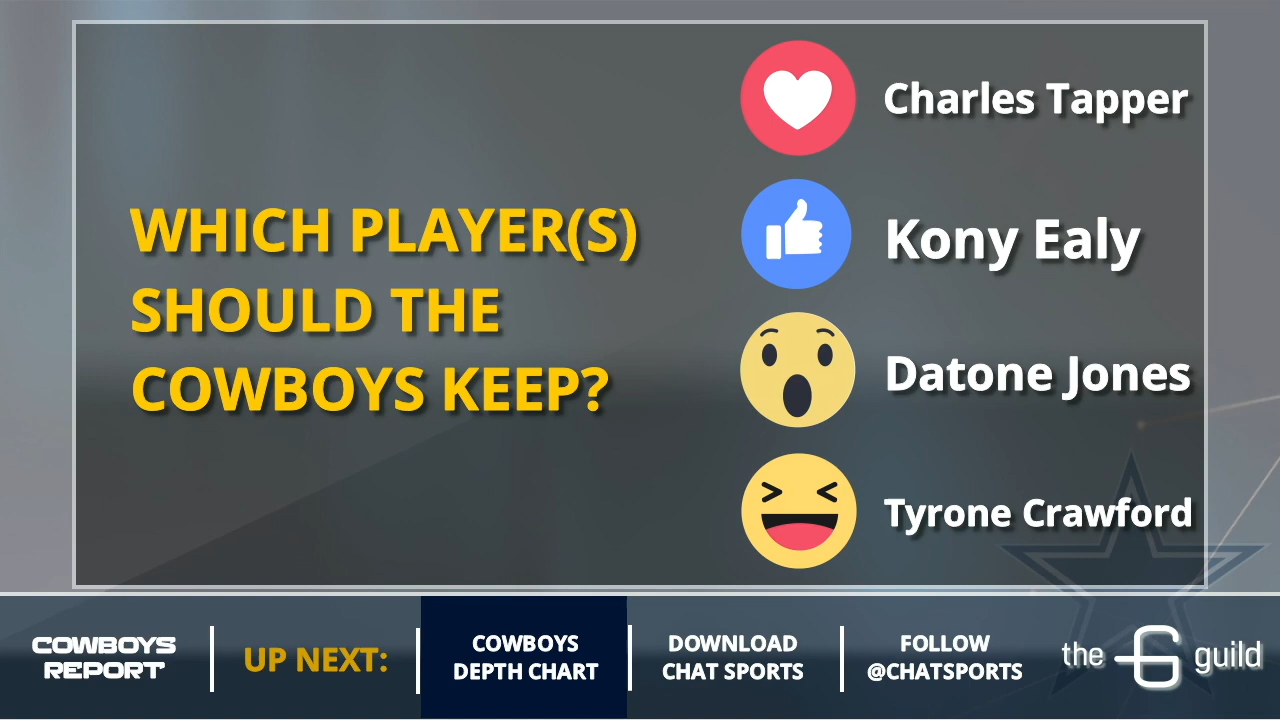 WHICH PLAYER(S)
SHOULD THE
COWBOYS KEEP?
Charles Tapper
Kony Ealy
Datone Jones
Tyrone Crawford
COWBOYS
REPORT
UP NEXT:
COWBOYS
DEPTH CHART
DOWNLOAD
CHAT SPORTS
FOLLOW
@CHATSPORTS
the G guild